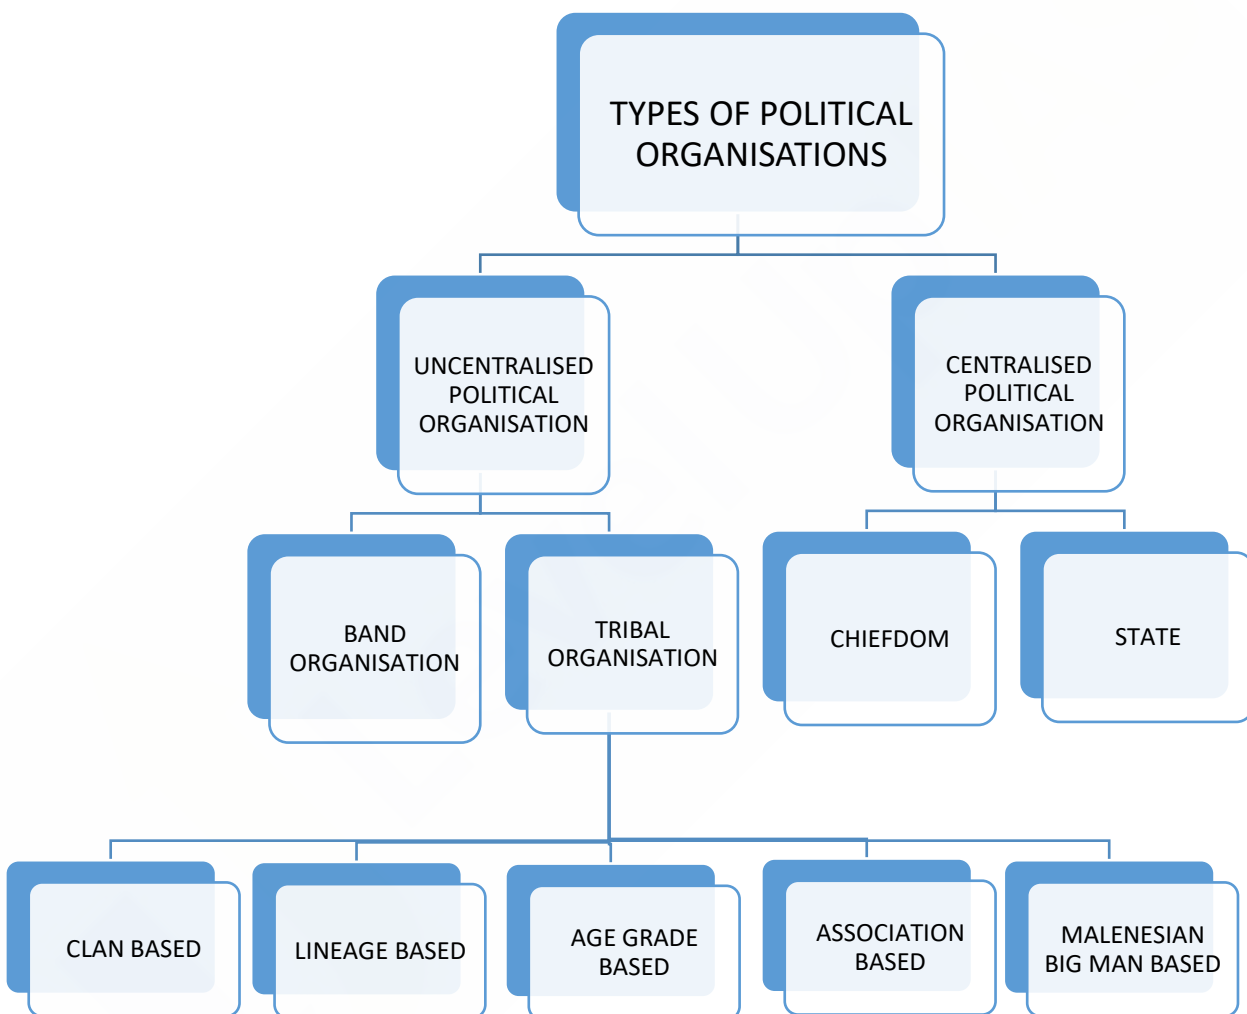 TYPES OF POLITICAL
ORGANISATIONS
UNCENTRALISED
POLITICAL
ORGANISATION
CENTRALISED
POLITICAL
ORGANISATION
BAND
ORGANISATION
TRIBAL
ORGANISATION
CHIEFDOM
STATE
CLAN BASED
LINEAGE BASED
AGE GRADE
BASED
ASSOCIATION
BASED
MALENESIAN
BIG MAN BASED